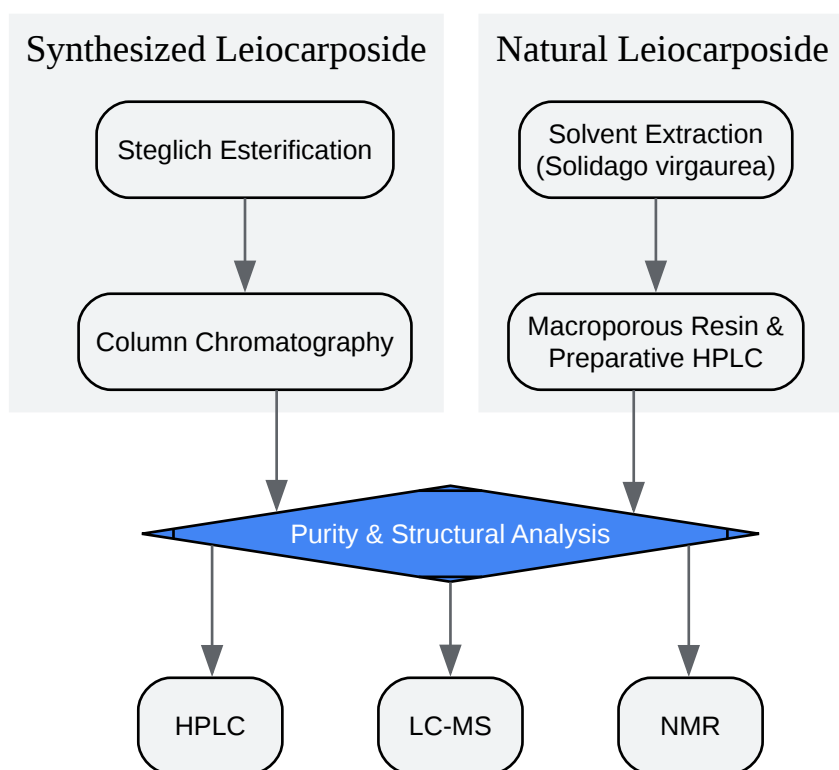 Synthesized Leiocarposide
Natural Leiocarposide
Steglich Esterification
Solvent Extraction
(Solidago virgaurea)
Column Chromatography
Macroporous Resin &
Preparative HPLC
Purity & Structural Analysis
HPLC
LC-MS
NMR